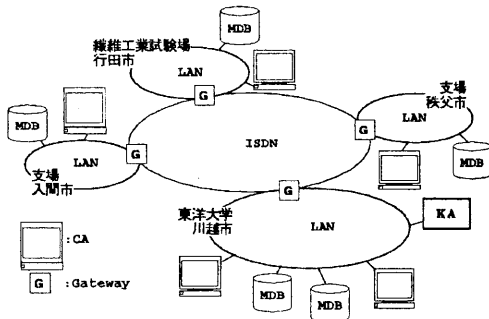 MDB
繊維工業試験場
行田市
LAN
G
支場
秩父市
LAN
G
MDB
ISDN
MDB
LAN
G
支場
入間市
G
東洋大学
川越市
LAN
KA
:CA
G :Gateway
MDB
MDB